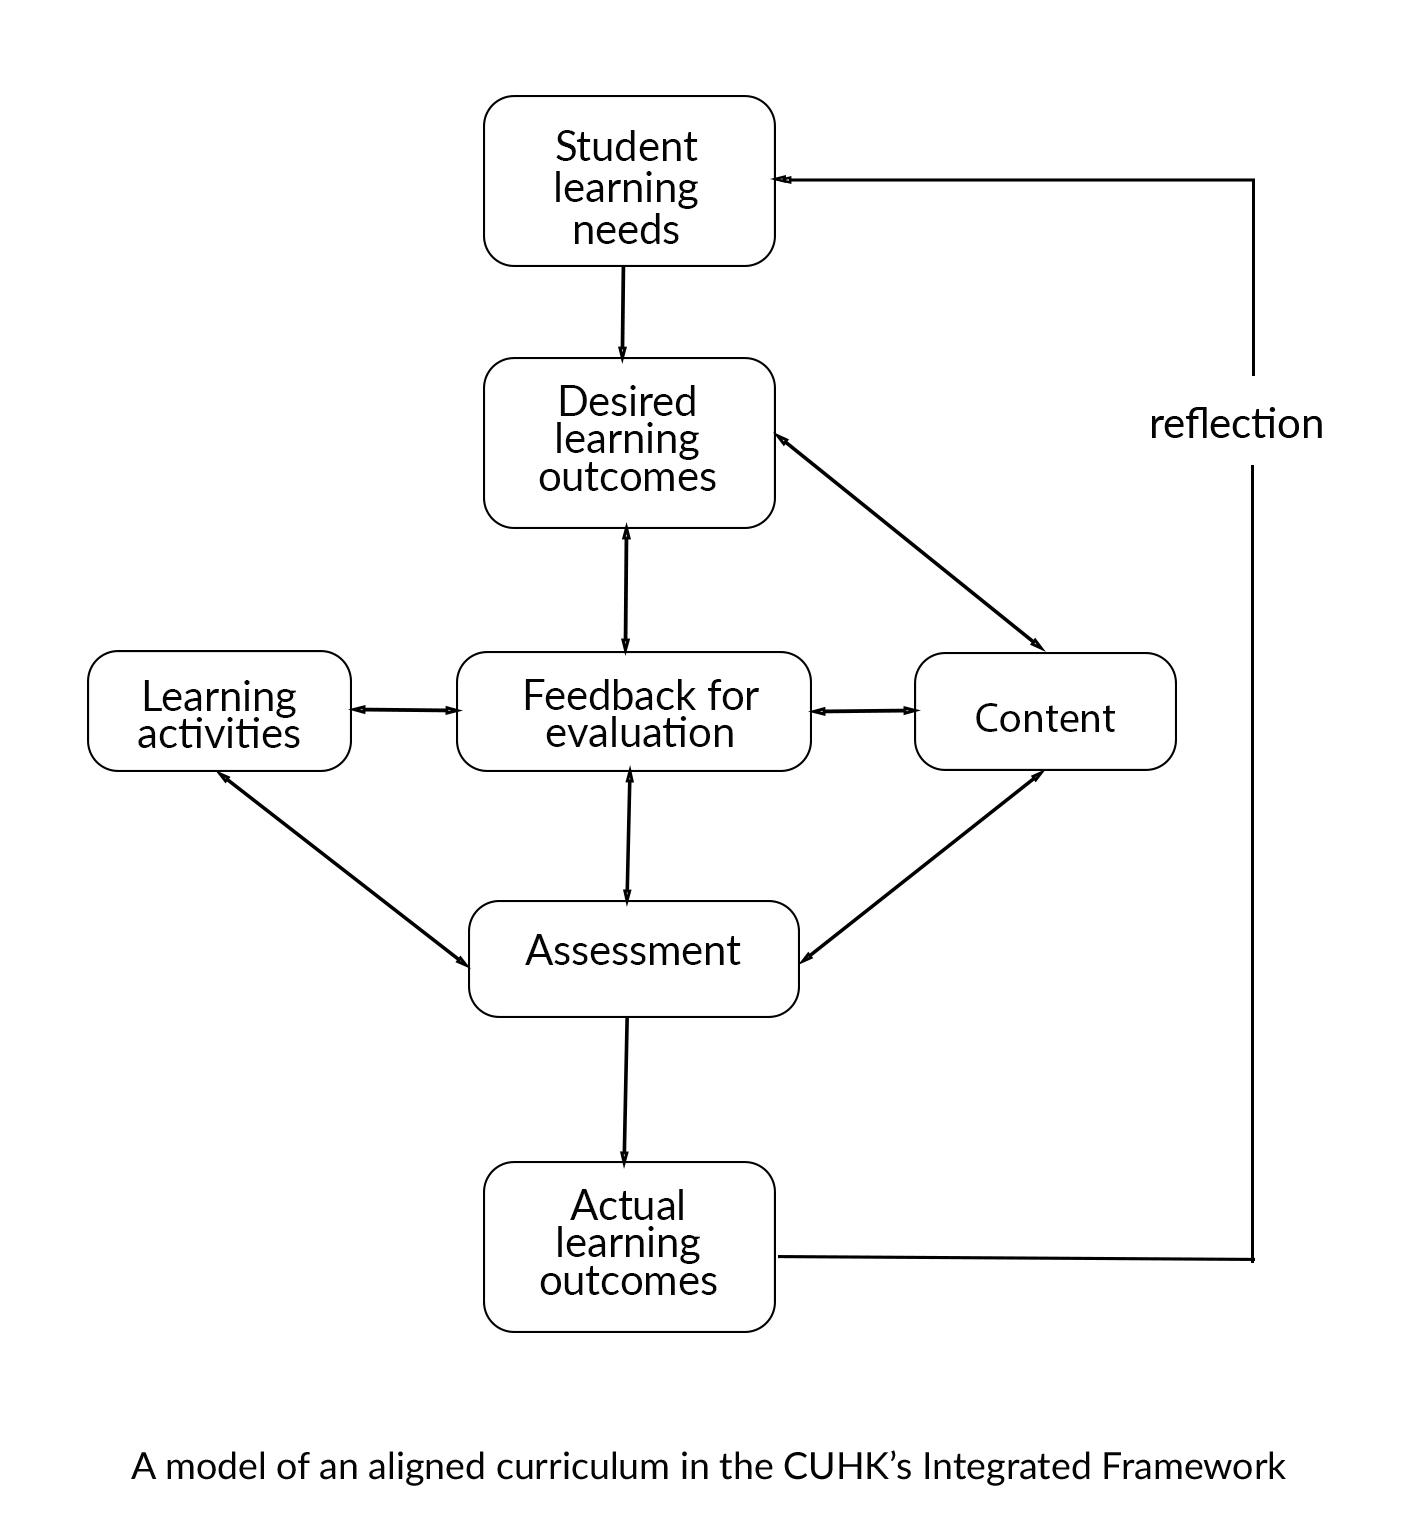 Student
learning
needs
Desired
learning
outcomes
reflection
Learning
activities
Feedback for
evaluation
Content
Assessment
Actual
learning
outcomes
A model of an aligned curriculum in the CUHK’s Integrated Framework